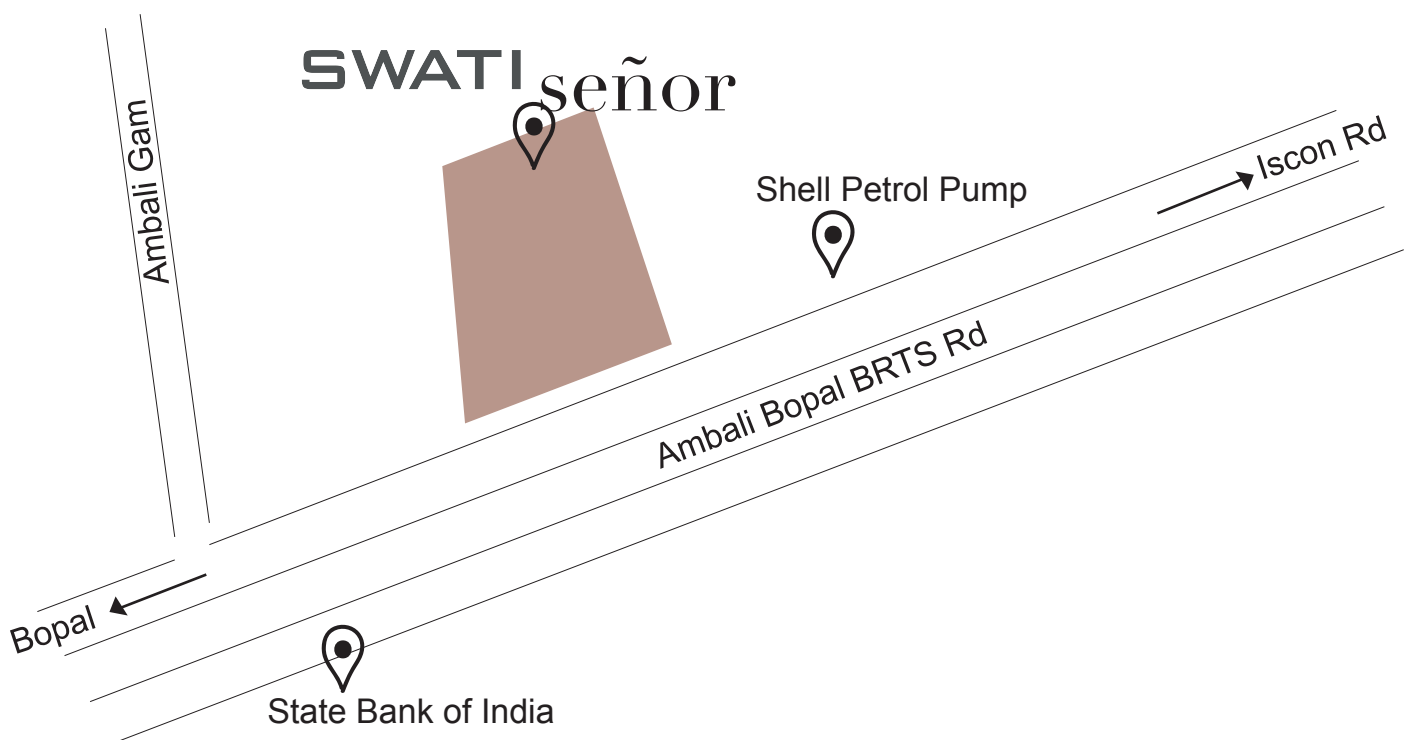 SWATI
señor
Ambali Gam
Shell Petrol Pump
Iscon Rd
Ambali Bopal BRTS Rd
Bopal
State Bank of India